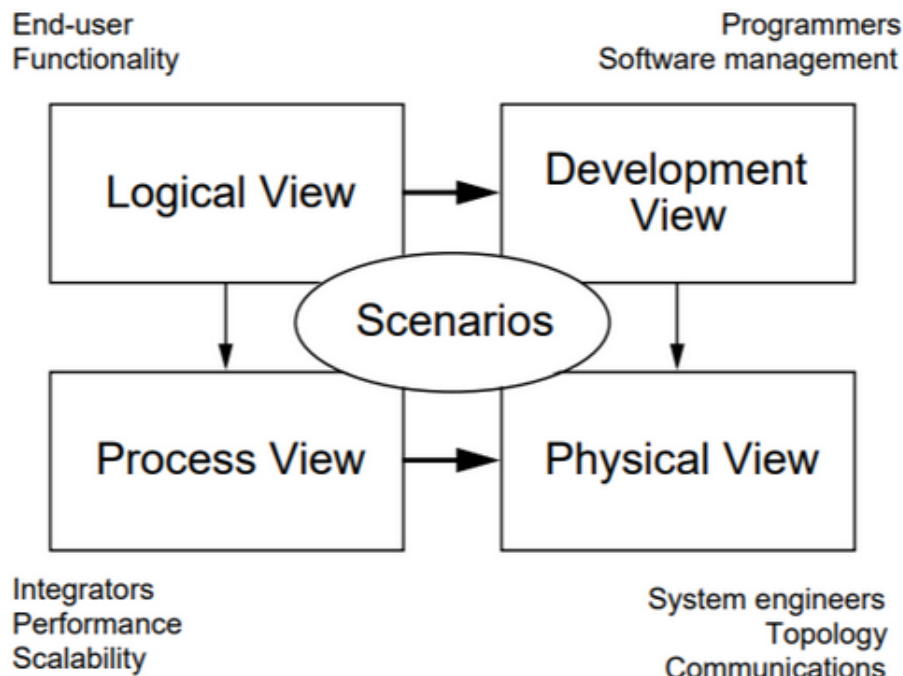 End-user
Functionality
Programmers
Software management
Logical View
Development
View
Scenarios
Process View
Physical View
Integrators
Performance
Scalability
System engineers
Topology
Communications